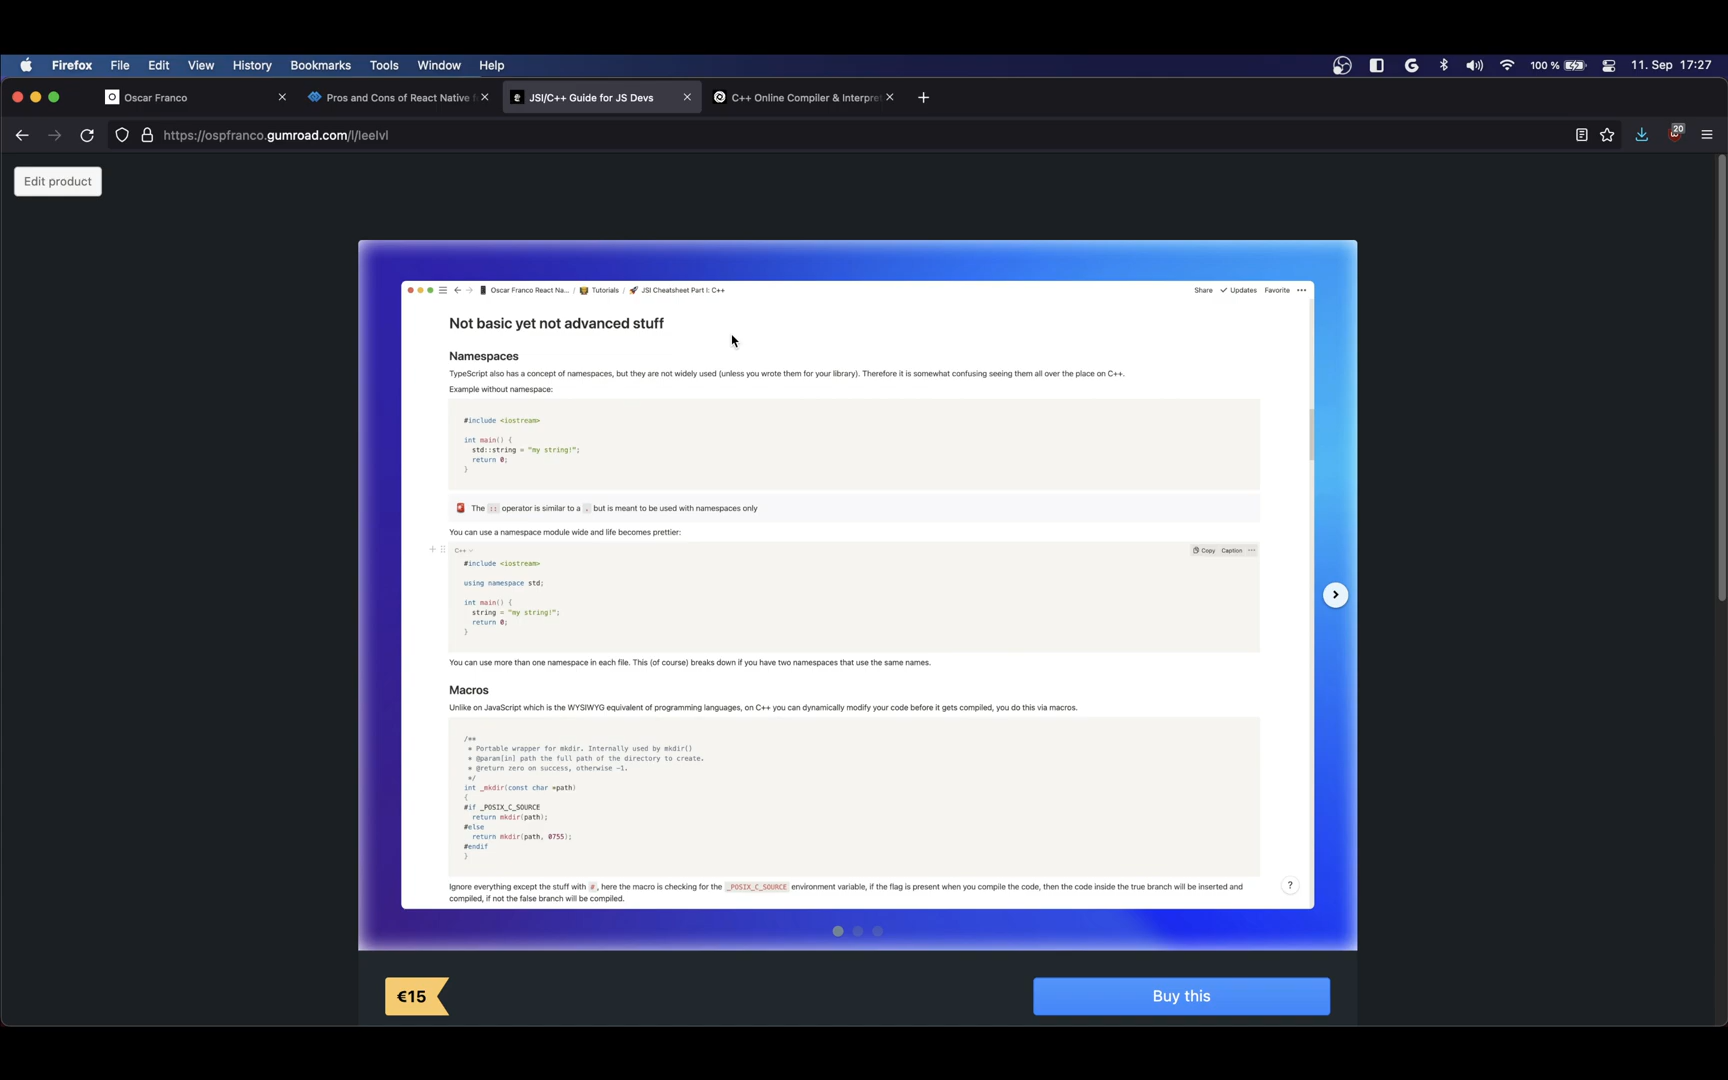 Firefox File Edit View History Bookmarks Tools Window Help 100 % 11. Sep 17:27
Oscar Franco Pros and Cons of React Native JSI/C++ Guide for JS Devs C++ Online Compiler & Interpret
https://ospfranco.gumroad.com/l/leelvl 20
Edit product
Oscar Franco React Na... / Tutorials / JSI Cheatsheet Part I: C++ Share Updates Favorite
Not basic yet not advanced stuff
Namespaces
TypeScript also has a concept of namespaces, but they are not widely used (unless you wrote them for your library). Therefore it is somewhat confusing seeing them all over the place on C++.
Example without namespace:
#include <iostream>
int main() {
std::string = "my string!";
return 0;
}
The :: operator is similar to a . but is meant to be used with namespaces only
You can use a namespace module wide and life becomes prettier:
C++ Copy Caption
#include <iostream>
using namespace std;
int main() {
string = "my string!";
return 0;
}
You can use more than one namespace in each file. This (of course) breaks down if you have two namespaces that use the same names.
Macros
Unlike on JavaScript which is the WYSIWYG equivalent of programming languages, on C++ you can dynamically modify your code before it gets compiled, you do this via macros.
/**
* Portable wrapper for mkdir. Internally used by mkdir()
* @param[in] path the full path of the directory to create.
* @return zero on success, otherwise -1.
*/
int _mkdir(const char *path)
{
#if _POSIX_C_SOURCE
return mkdir(path);
#else
return mkdir(path, 0755);
#endif
}
Ignore everything except the stuff with #, here the macro is checking for the _POSIX_C_SOURCE environment variable, if the flag is present when you compile the code, then the code inside the true branch will be inserted and
compiled, if not the false branch will be compiled.
?
€15 Buy this